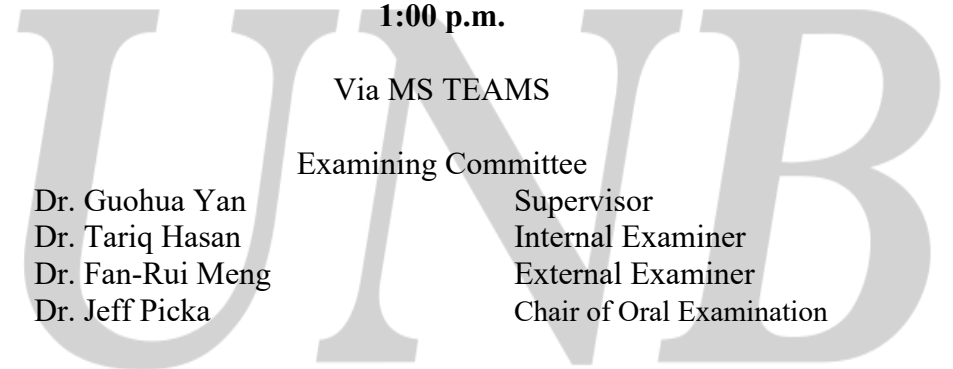 1:00 p.m.
Via MS TEAMS
Examining Committee
Dr. Guohua Yan Supervisor
Dr. Tariq Hasan Internal Examiner
Dr. Fan-Rui Meng External Examiner
Dr. Jeff Picka Chair of Oral Examination
UNB